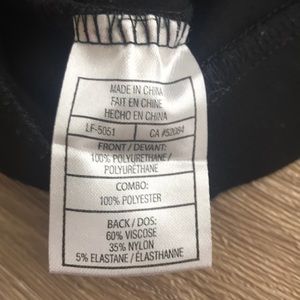 MADE IN CHINA
FAIT EN CHINE
HECHO EN CHINA
LF-5051 CA #52084
FRONT / DEVANT:
100% POLYURETHANE /
POLYURÉTHANE
COMBO:
100% POLYESTER
BACK / DOS:
60% VISCOSE
35% NYLON
5% ELASTANE / ÉLASTHANNE